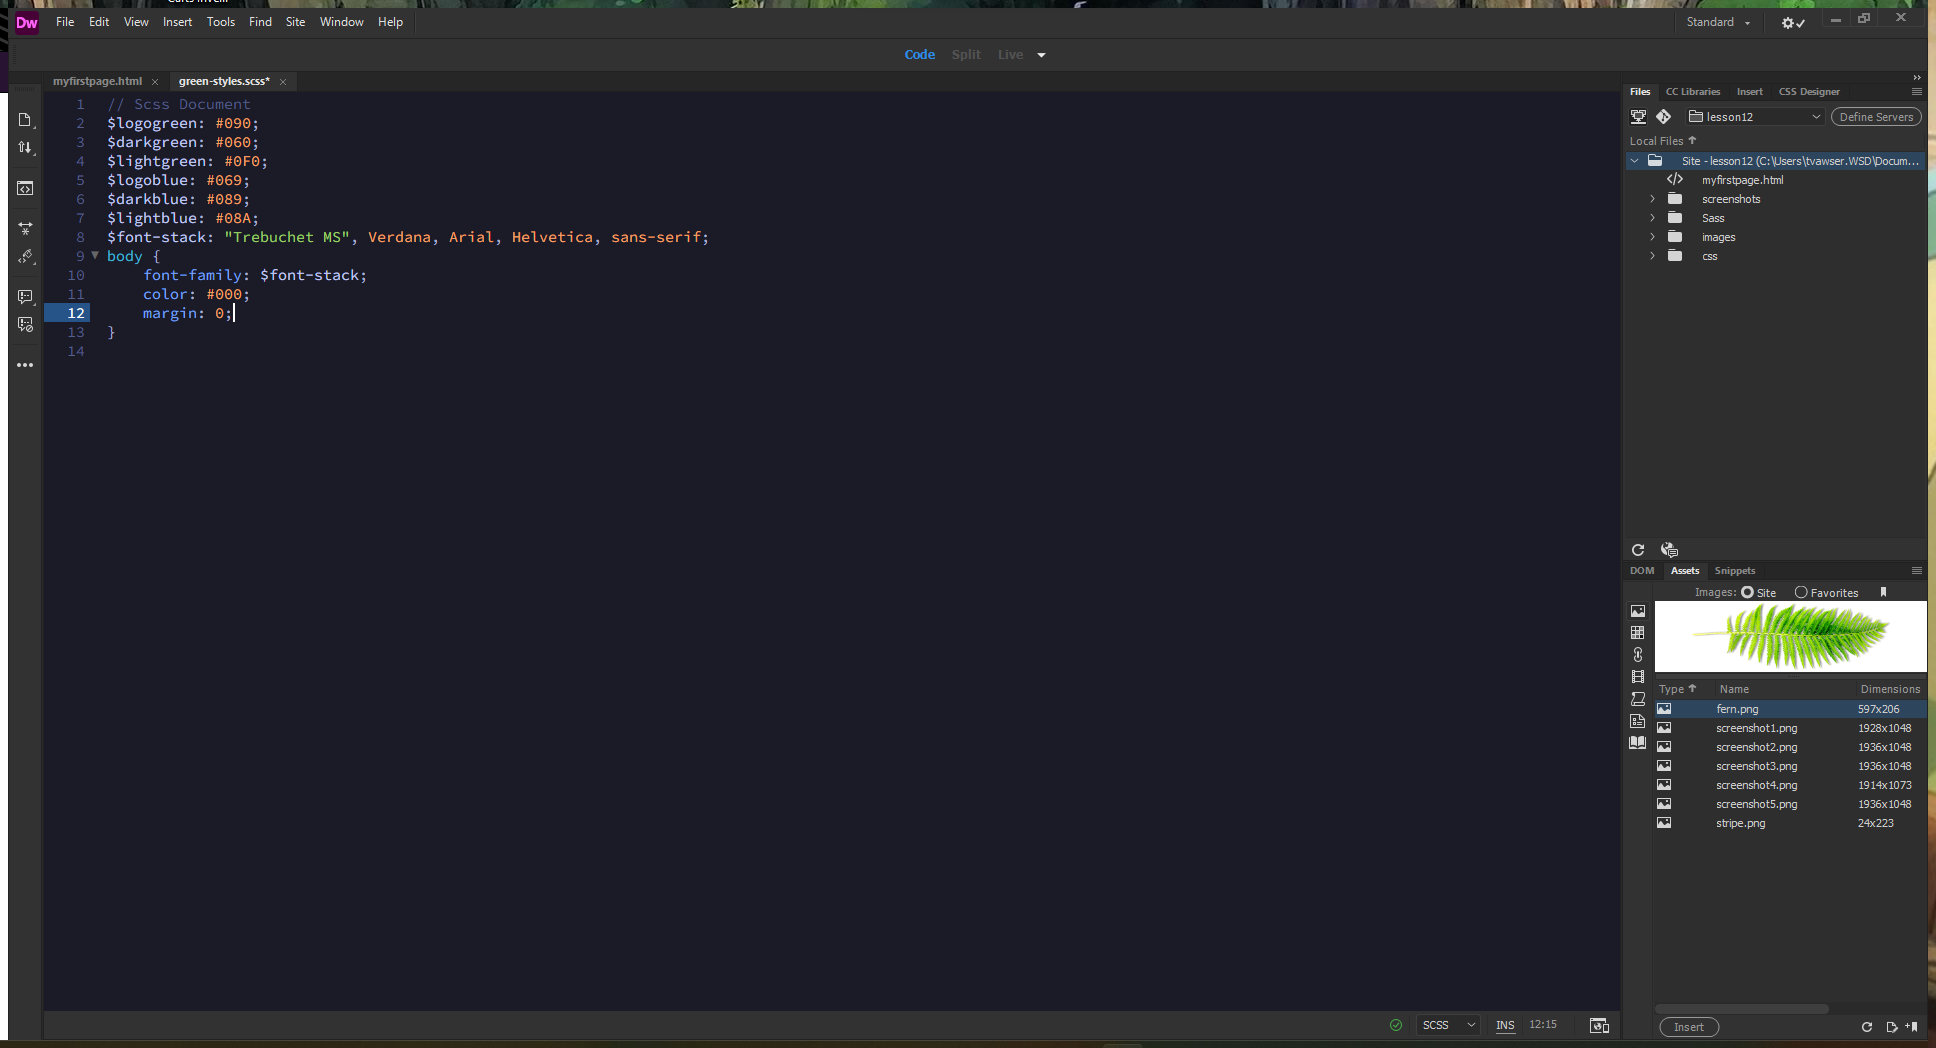 Dw File Edit View Insert Tools Find Site Window Help Standard
Code Split Live
myfirstpage.html green-styles.scss*
1 // Scss Document
2 $logogreen: #090;
3 $darkgreen: #060;
4 $lightgreen: #0F0;
5 $logoblue: #069;
6 $darkblue: #089;
7 $lightblue: #08A;
8 $font-stack: "Trebuchet MS", Verdana, Arial, Helvetica, sans-serif;
9 body {
10 font-family: $font-stack;
11 color: #000;
12 margin: 0;
13 }
14
SCSS INS 12:15
Files CC Libraries Insert CSS Designer
lesson12 Define Servers
Local Files
Site - lesson12 (C:\Users\tvawser.WSD\Docum...
myfirstpage.html
screenshots
Sass
images
css
DOM Assets Snippets
Images: Site Favorites
Type Name Dimensions
fern.png 597x206
screenshot1.png 1928x1048
screenshot2.png 1936x1048
screenshot3.png 1936x1048
screenshot4.png 1914x1073
screenshot5.png 1936x1048
stripe.png 24x223
Insert